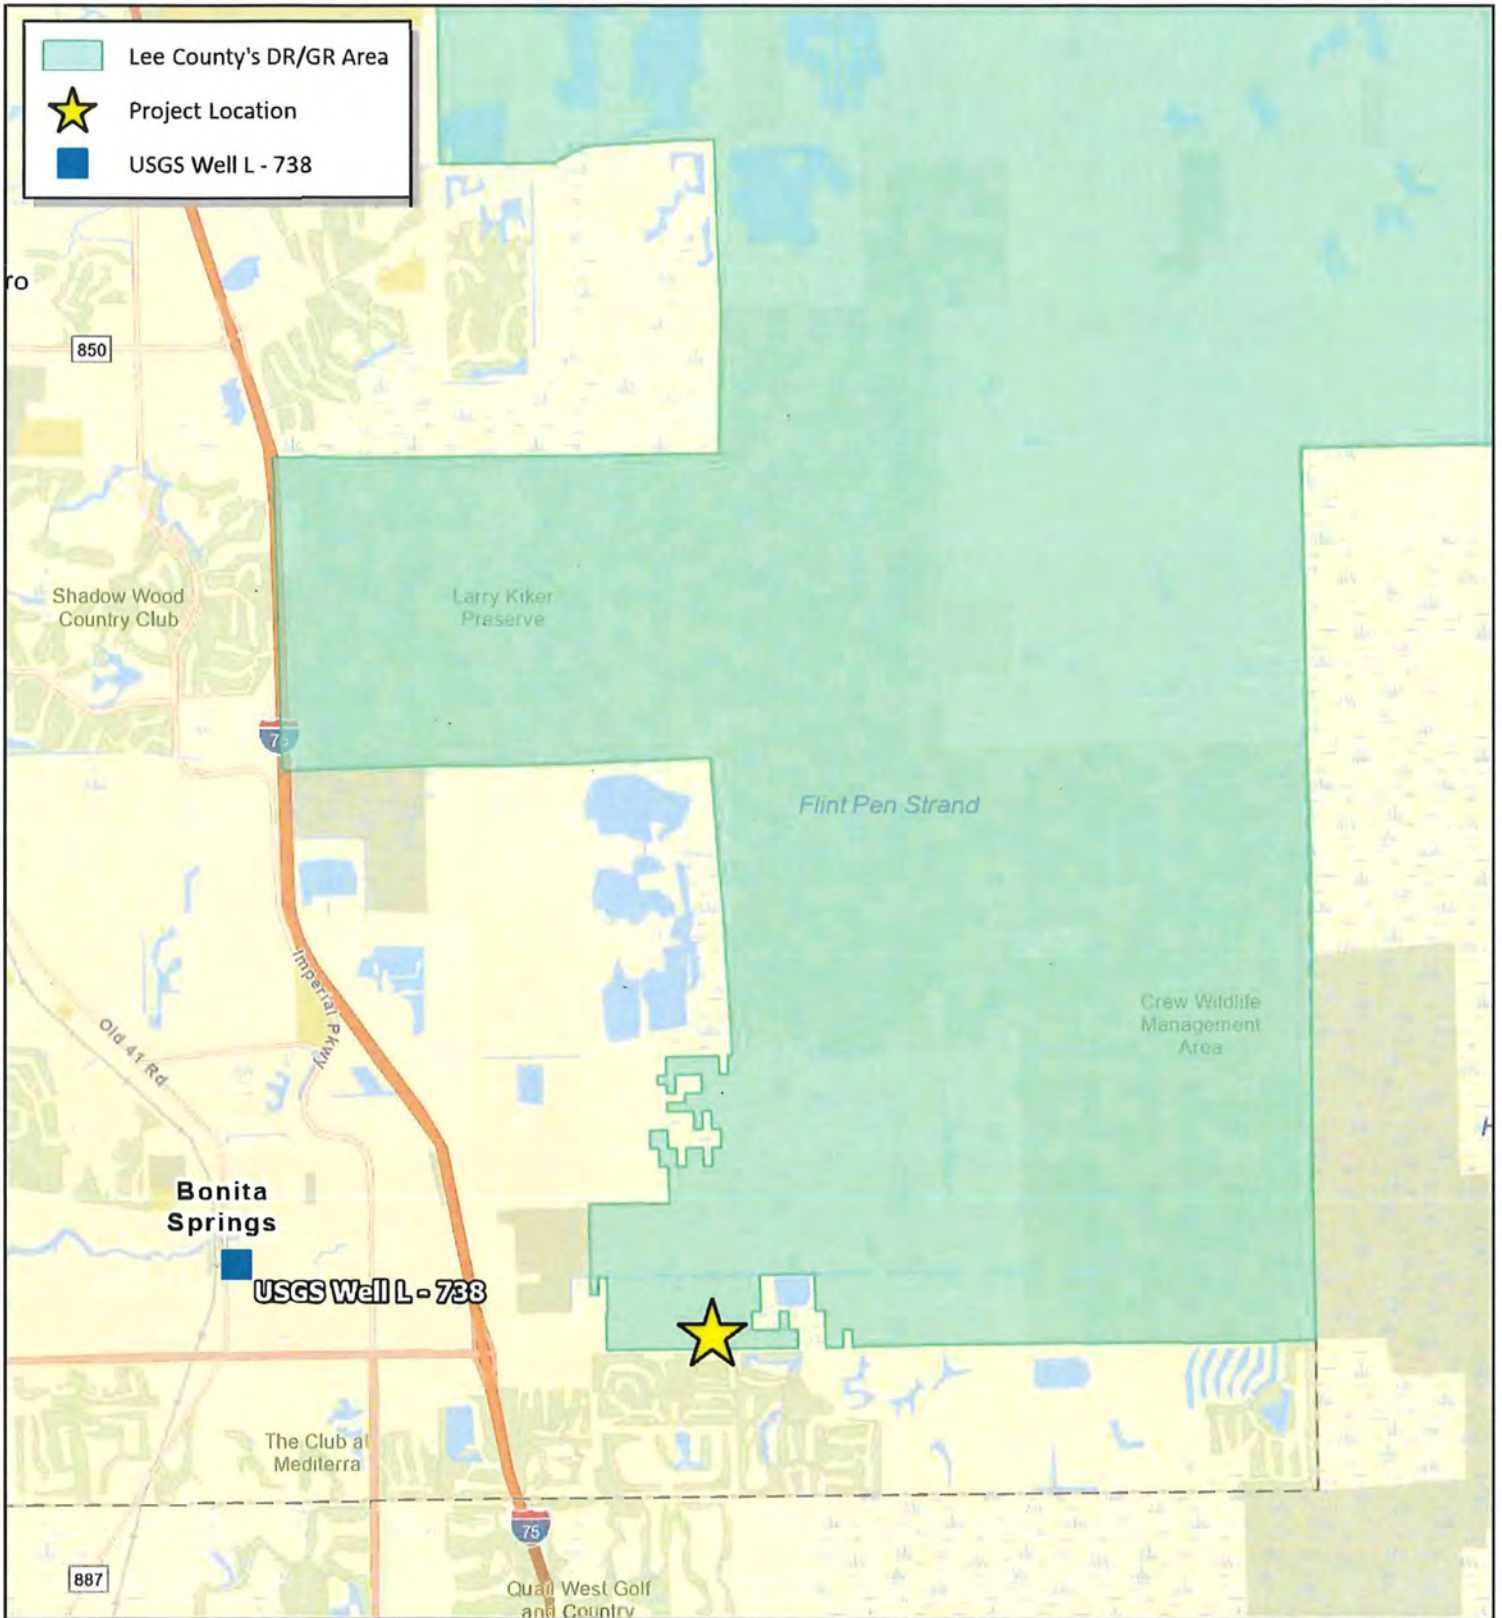 Lee County's DR/GR Area
Project Location
USGS Well L - 738
ro
850
Shadow Wood
Country Club
Larry Kiker
Preserve
75
Flint Pen Strand
Imperial Pkwy
Crew Wildlife
Management
Area
Old 41 Rd
H
Bonita
Springs
USGS Well L - 738
The Club at
Mediterra
75
887
Quail West Golf
and Country